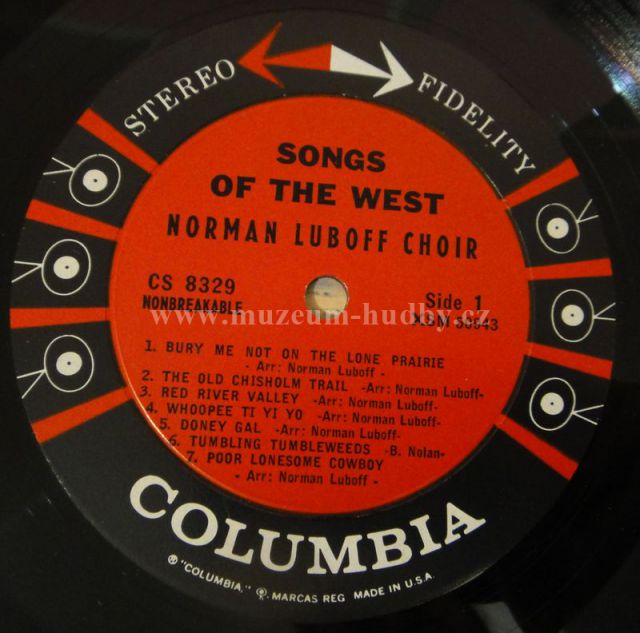 STEREO FIDELITY
SONGS
OF THE WEST
NORMAN LUBOFF CHOIR
CS 8329
NONBREAKABLE
Side 1
www.muzeum-hudby.cz
1. BURY ME NOT ON THE LONE PRAIRIE
- Arr: Norman Luboff -
2. THE OLD CHISHOLM TRAIL -Arr: Norman Luboff-
3. RED RIVER VALLEY -Arr: Norman Luboff-
4. WHOOPEE TI YI YO -Arr: Norman Luboff-
5. DONEY GAL -Arr: Norman Luboff-
6. TUMBLING TUMBLEWEEDS -B. Nolan-
7. POOR LONESOME COWBOY
- Arr: Norman Luboff -
COLUMBIA
® "COLUMBIA," MARCAS REG. MADE IN U.S.A.